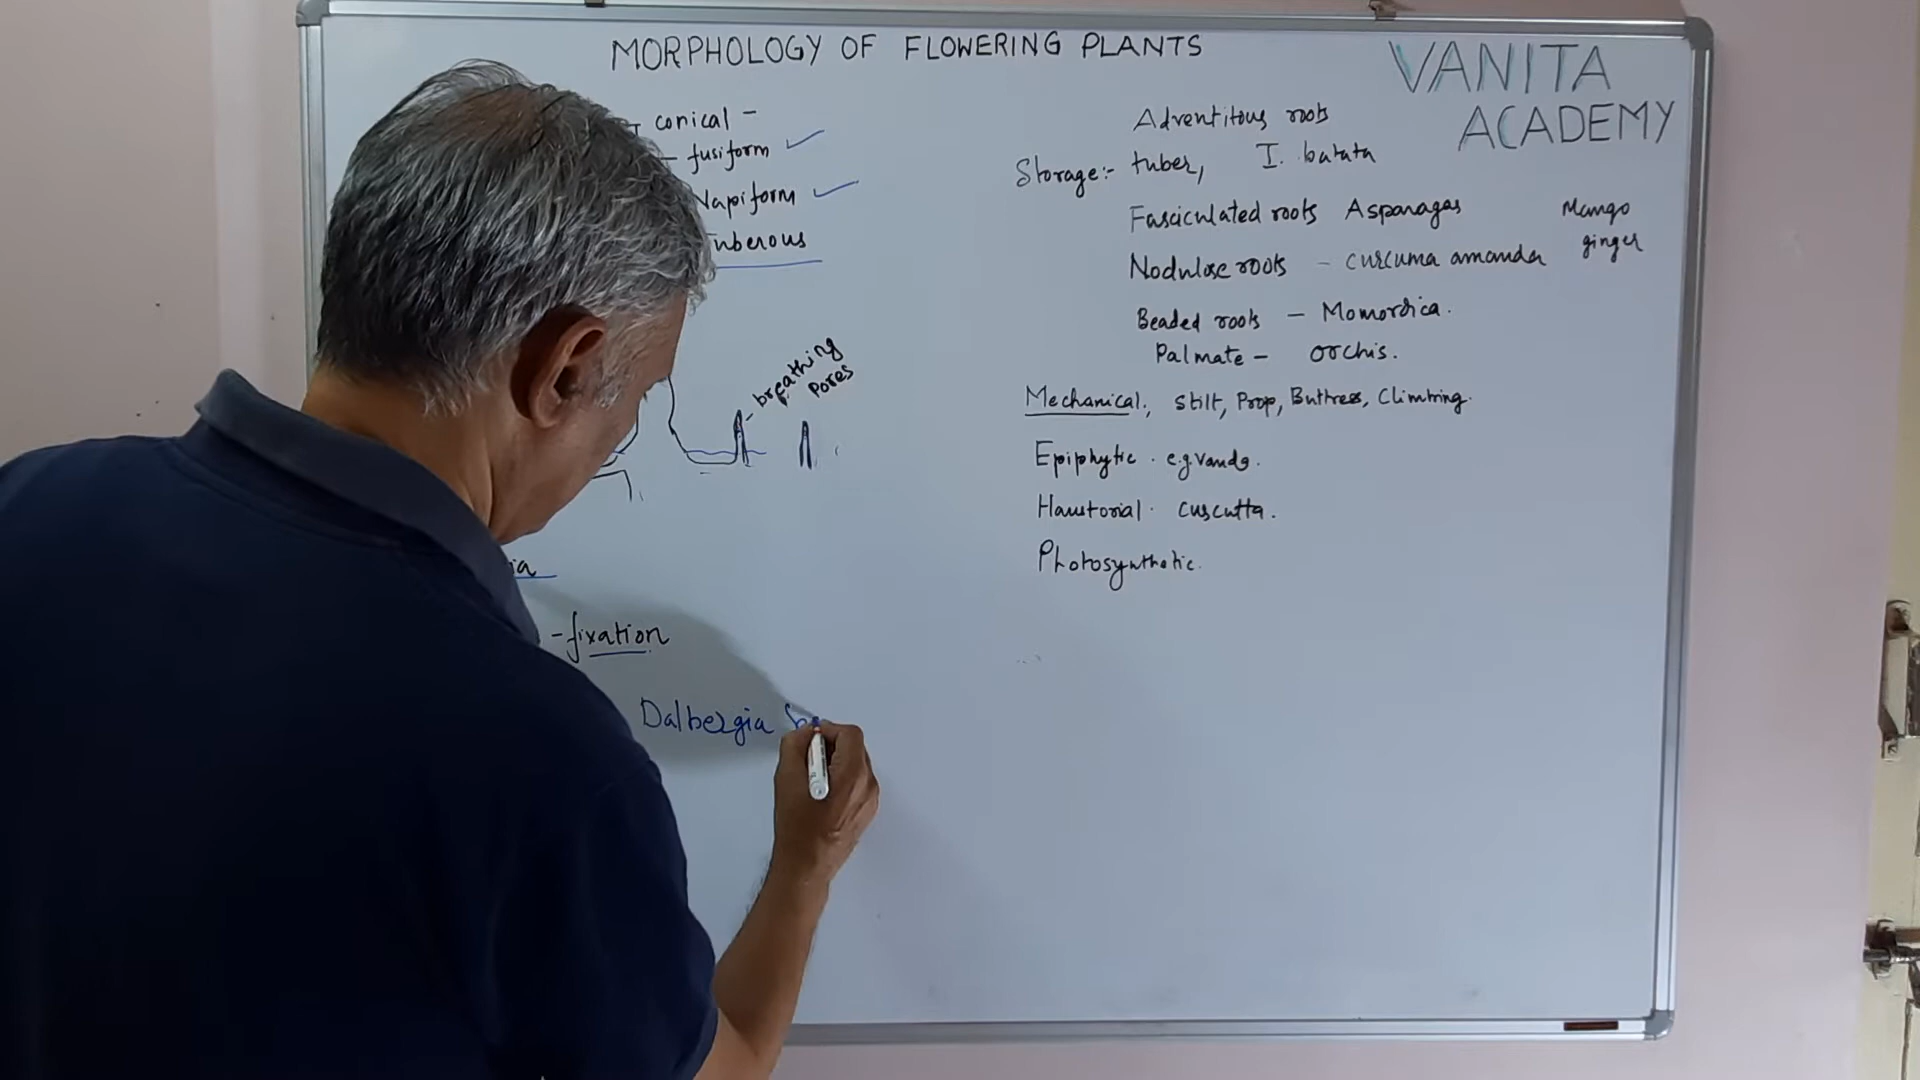 MORPHOLOGY OF FLOWERING PLANTS
VANITA
ACADEMY
conical -
- fusiform
Napiform
Tuberous
breathing
Pores
- fixation
Dalbergia
Adventitous roots
Storage:- tuber, I. batata
Fasciculated roots Asparagas
Mango
ginger
Nodulose roots - curcuma amanda
Beaded roots - Momordica.
Palmate - orchis.
Mechanical, stilt, Prop, Buttress, Climbing.
Epiphytic . e.g vanda.
Haustorial . cuscutta.
Photosynthetic.